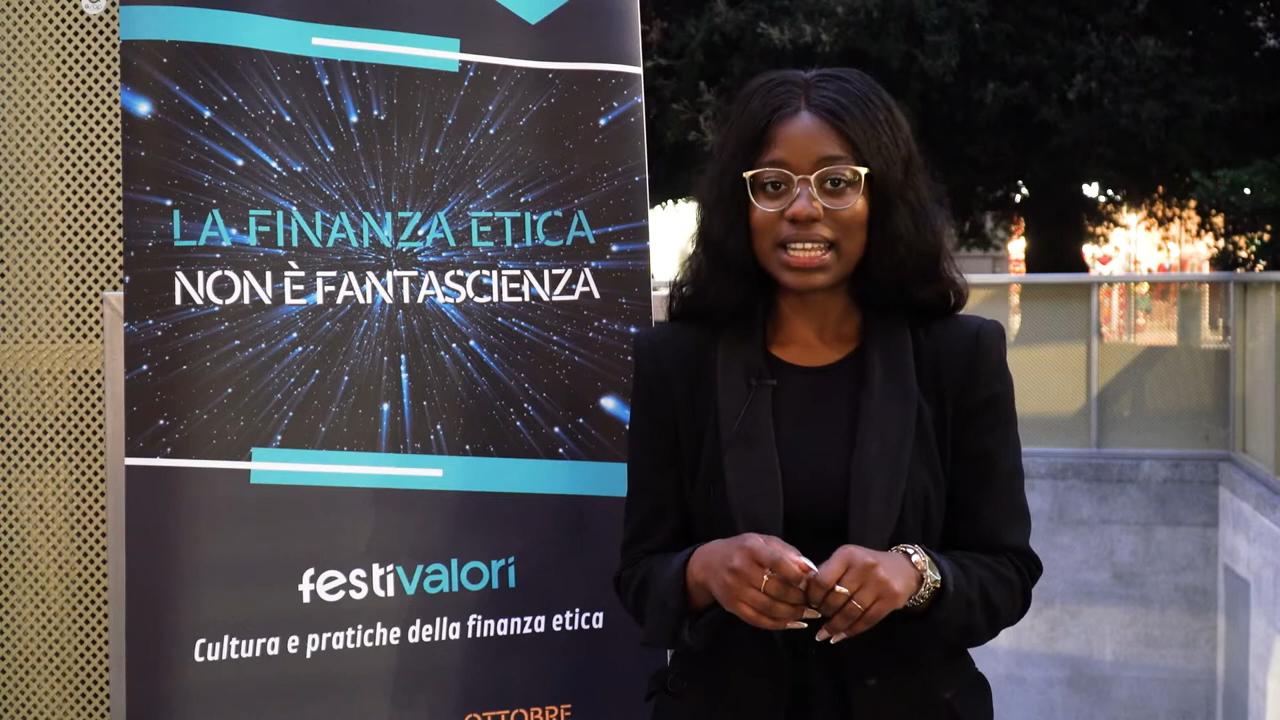 LA FINANZA ETICA
NON È FANTASCIENZA
festivalori
Cultura e pratiche della finanza etica
OTTOBRE